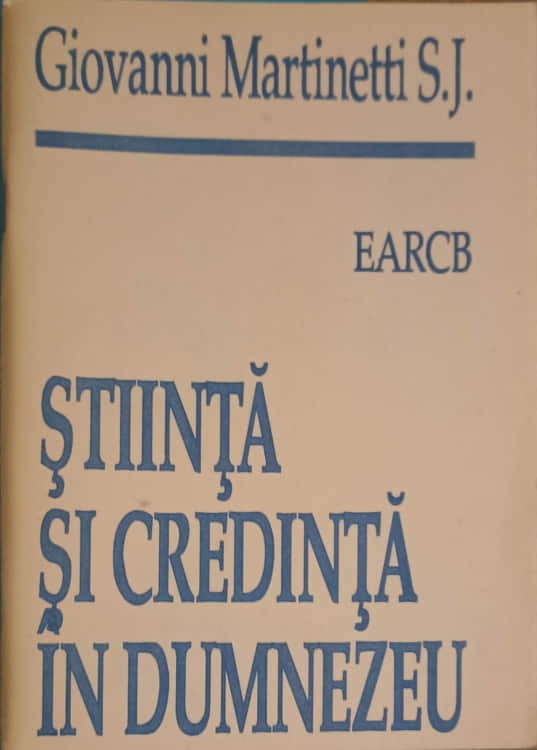 Giovanni Martinetti S.J.
EARCB
ŞTIINŢĂ
ŞI CREDINŢĂ
ÎN DUMNEZEU